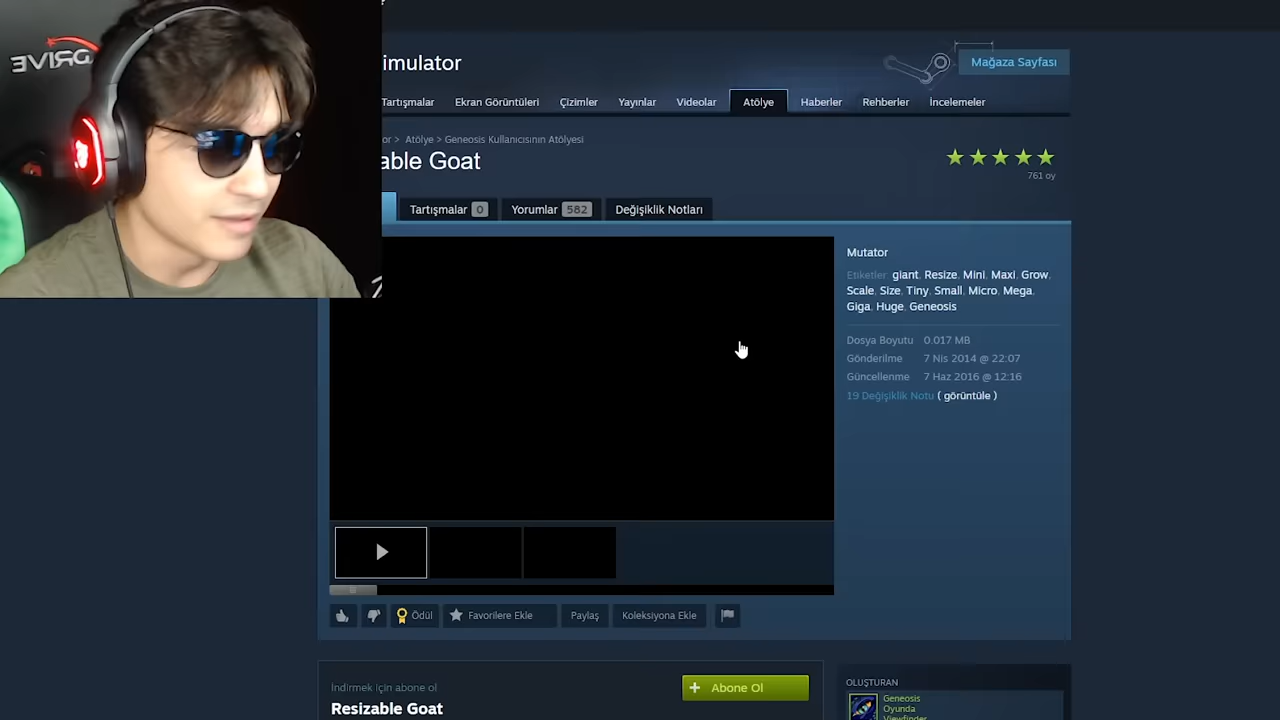 DRIVE
imulator
Mağaza Sayfası
Tartışmalar Ekran Görüntüleri Çizimler Yayınlar Videolar Atölye Haberler Rehberler İncelemeler
or > Atölye > Geneosis Kullanıcısının Atölyesi
able Goat
761 oy
Tartışmalar 0 Yorumlar 582 Değişiklik Notları
Mutator
Etiketler: giant, Resize, Mini, Maxi, Grow,
Scale, Size, Tiny, Small, Micro, Mega,
Giga, Huge, Geneosis
Dosya Boyutu 0.017 MB
Gönderilme 7 Nis 2014 @ 22:07
Güncellenme 7 Haz 2016 @ 12:16
19 Değişiklik Notu ( görüntüle )
Ödül Favorilere Ekle Paylaş Koleksiyona Ekle
İndirmek için abone ol
Resizable Goat
+ Abone Ol
OLUŞTURAN
Geneosis
Oyunda
Viewfinder